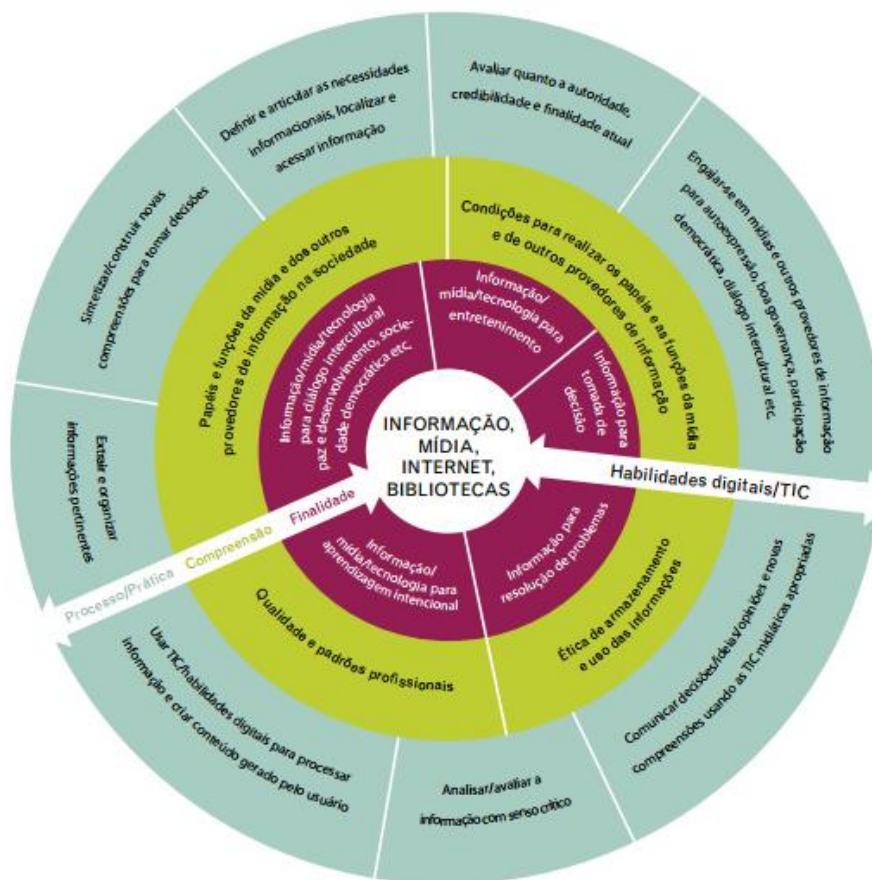 Definir e articular as necessidades
informacionais, localizar e
acessar informação
Avaliar quanto a autoridade,
credibilidade e finalidade atual
Engajar-se em mídias e outros provedores de informação
para autoexpressão, boa governança, participação
democrática, diálogo intercultural etc.
Sintetizar/construir novas
compreensões para tomar decisões
Extrair e organizar
informações pertinentes
Papéis e funções da mídia e dos outros
provedores de informação na sociedade
Condições para realizar os papéis e as funções da mídia
e de outros provedores de informação
Informação/mídia/tecnologia
para diálogo intercultural
paz e desenvolvimento, socie-
dade democrática etc.
Informação/
mídia/tecnologia para
entretenimento
Informação para
tomada de
decisão
INFORMAÇÃO,
MÍDIA,
INTERNET,
BIBLIOTECAS
Habilidades digitais/TIC
Processo/Prática Compreensão Finalidade
Informação/
mídia/tecnologia para
aprendizagem intencional
Informação para
resolução de problemas
Qualidade e padrões profissionais
Ética de armazenamento
e uso das informações
Usar TIC/habilidades digitais para processar
informação e criar conteúdo gerado pelo usuário
Analisar/avaliar a
informação com senso crítico
Comunicar decisões/ideias/opiniões e novas
compreensões usando as TIC midiáticas apropriadas